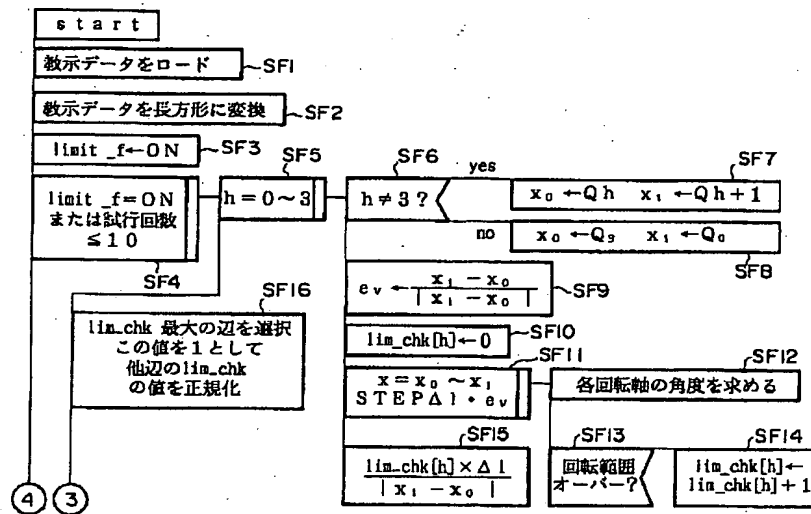 start
教示データをロード
SF1
教示データを長方形に変換
SF2
limit _f←ON
SF3
limit _f=ON
または試行回数
≦10
SF4
h=0~3
SF5
h≠3?
SF6
yes
x₀←Qh x₁←Qh+1
SF7
no
x₀←Q₃ x₁←Q₀
SF8
e v ← x₁-x₀
|x₁-x₀|
SF9
lim_chk[h]←0
SF10
x=x₀~x₁
STEPΔl・e v
SF11
各回転軸の角度を求める
SF12
回転範囲
オーバー?
SF13
lim_chk[h]←
lim_chk[h]+1
SF14
lim_chk[h]×Δl
|x₁-x₀|
SF15
lim_chk 最大の辺を選択
この値を1として
他辺のlim_chk
の値を正規化
SF16
4
3